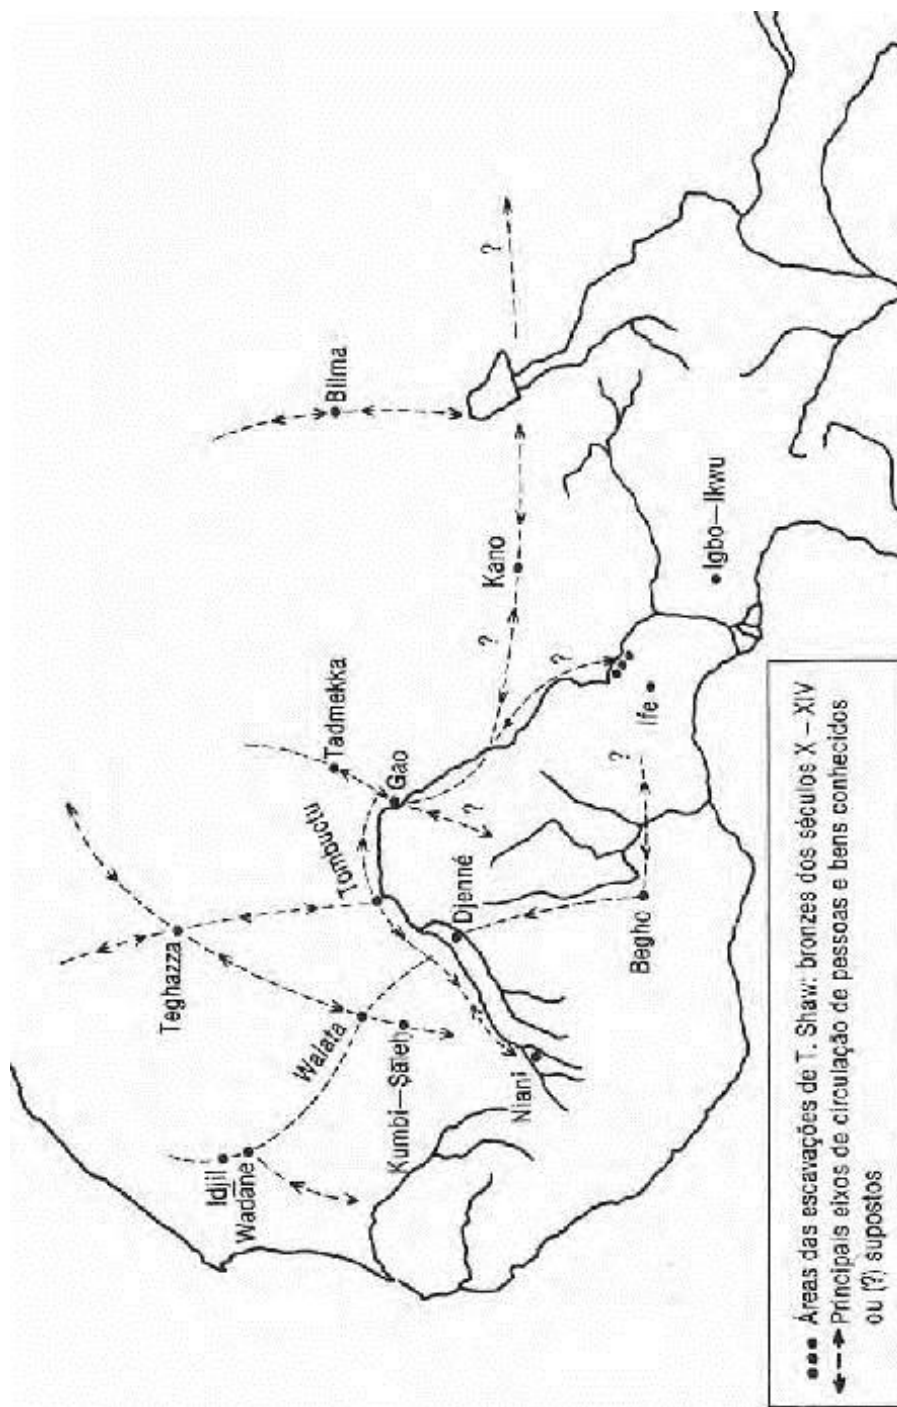 Teghazza
Idjil
Wadāne
Walata
Tombuctu
Tadmekka
Bilma
Kumbi–Saleh
Gao
Djenné
?
?
?
Kano
Niani
?
?
Begho
Ife
Igbo–Ikwu
Áreas das escavações de T. Shaw: bronzes dos séculos X – XIV
Principais eixos de circulação de pessoas e bens conhecidos
ou (?) supostos